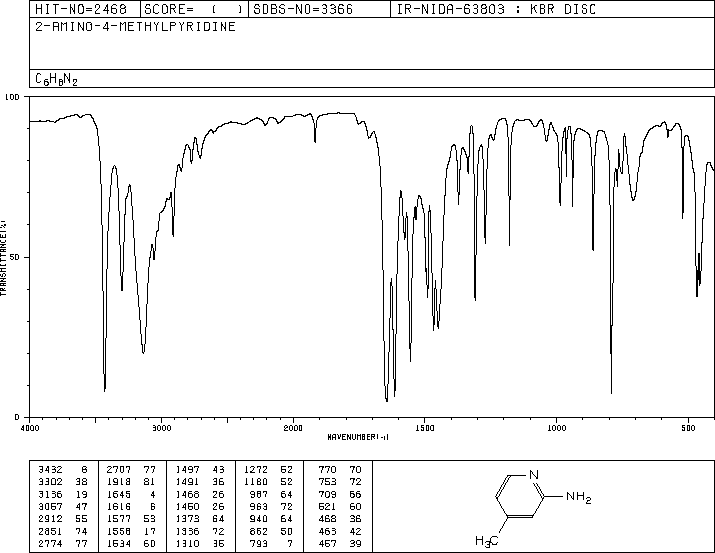 HIT-NO=2468 SCORE= ( ) SDBS-NO=3366 IR-NIDA-63803 : KBR DISC
2-AMINO-4-METHYLPYRIDINE
C6H8N2
100
50
0
TRANSMITTANCE(%)
4000 3000 2000 1500 1000 500
WAVENUMBER(-1)
3432 8 2707 77 1497 43 1272 52 770 70
3302 38 1918 81 1491 36 1180 52 753 72
3136 19 1645 4 1468 26 987 64 709 66
3057 47 1616 6 1450 26 963 72 521 60
2912 55 1577 53 1373 64 940 64 468 36
2851 74 1558 17 1336 72 862 50 463 42
2774 77 1534 60 1310 35 793 7 457 39
N
NH2
H3C